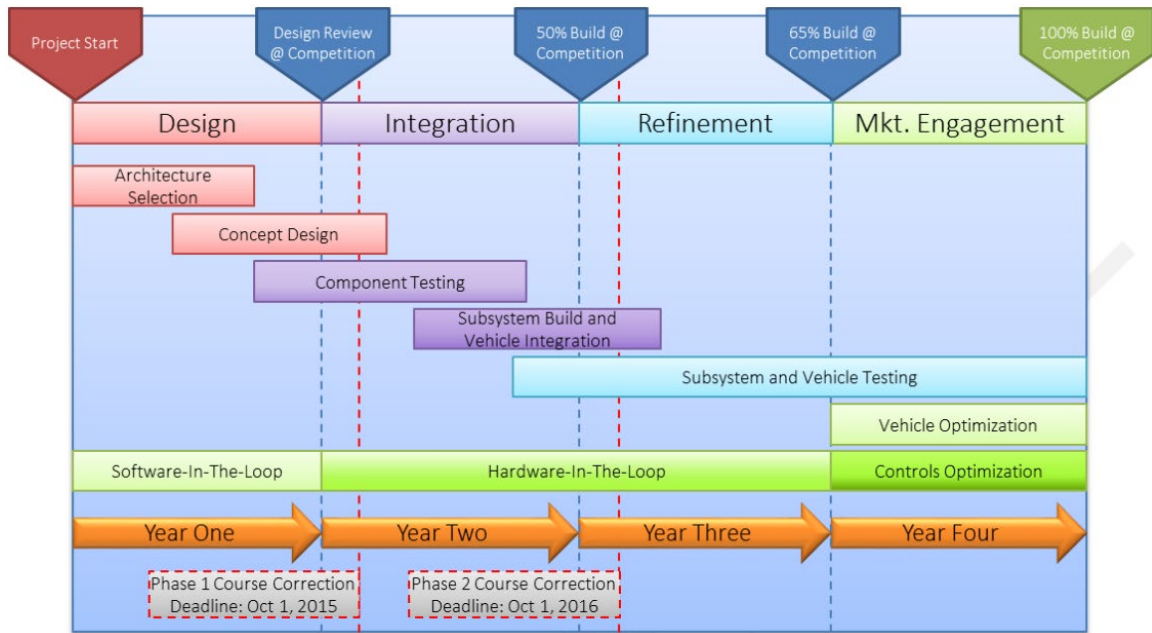 Project Start
Design Review
@ Competition
50% Build @
Competition
65% Build @
Competition
100% Build @
Competition
Design
Integration
Refinement
Mkt. Engagement
Architecture
Selection
Concept Design
Component Testing
Subsystem Build and
Vehicle Integration
Subsystem and Vehicle Testing
Vehicle Optimization
Software-In-The-Loop
Hardware-In-The-Loop
Controls Optimization
Year One
Year Two
Year Three
Year Four
Phase 1 Course Correction
Deadline: Oct 1, 2015
Phase 2 Course Correction
Deadline: Oct 1, 2016